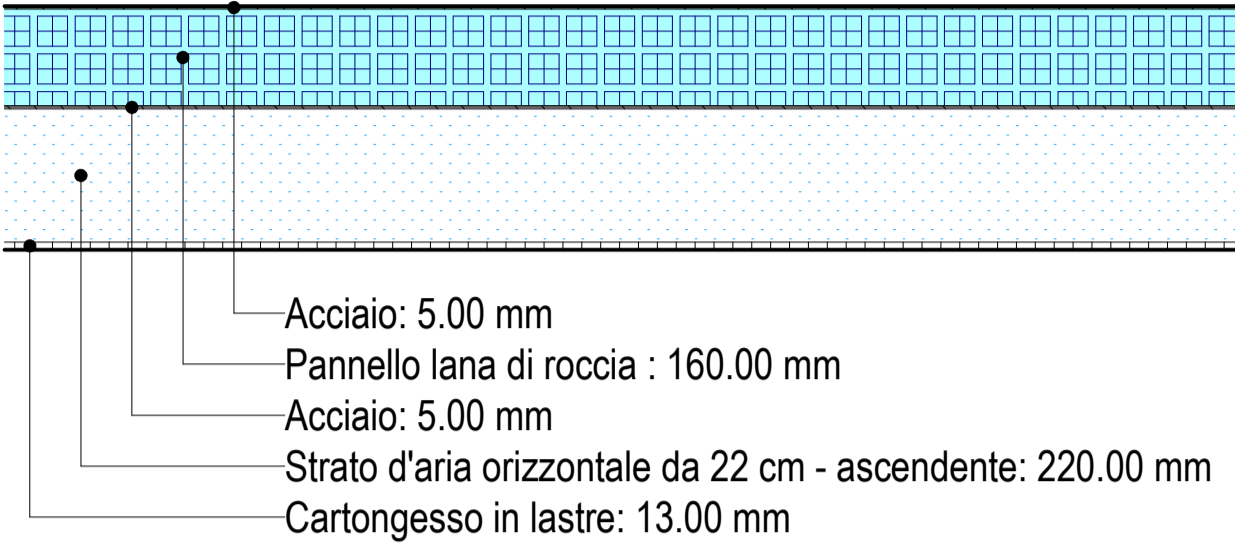 Acciaio: 5.00 mm
Pannello lana di roccia : 160.00 mm
Acciaio: 5.00 mm
Strato d'aria orizzontale da 22 cm - ascendente: 220.00 mm
Cartongesso in lastre: 13.00 mm